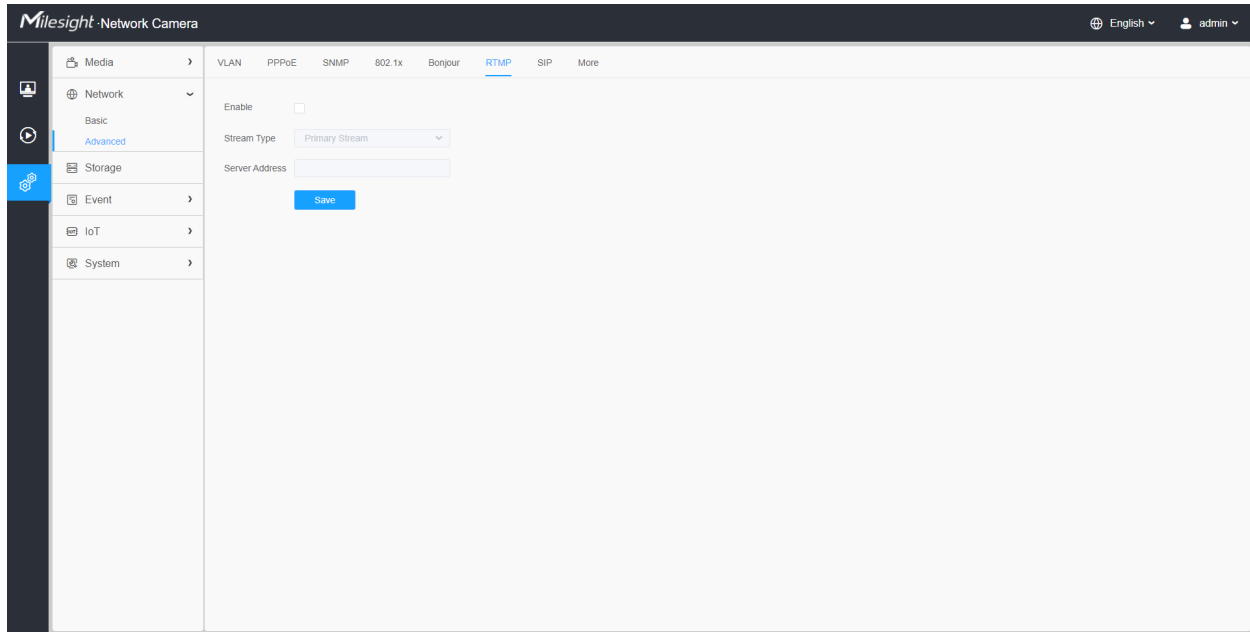 Milesight ·Network Camera
English
admin
Media
Network
Basic
Advanced
Storage
Event
IoT
System
VLAN PPPoE SNMP 802.1x Bonjour RTMP SIP More
Enable
Stream Type Primary Stream
Server Address
Save